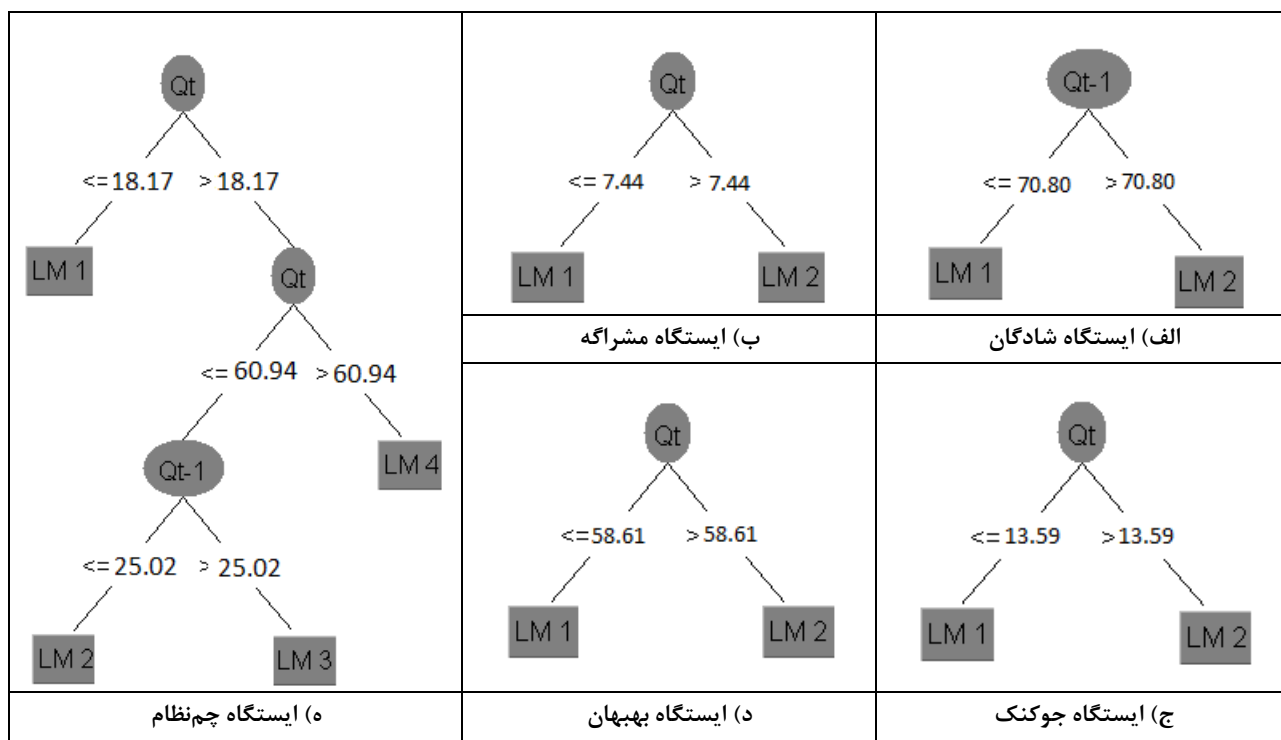 Qt-1
<= 70.80 >70.80
LM 1
LM 2
الف) ایستگاه شادگان
Qt
<= 7.44 > 7.44
LM 1 LM 2
ب) ایستگاه مشراگه
Qt
<=13.59 >13.59
LM 1 LM 2
ج) ایستگاه جوکنک
Qt
<=58.61 >58.61
LM 1 LM 2
د) ایستگاه بهبهان
Qt
<=18.17 >18.17
LM 1
Qt
<= 60.94 >60.94
Qt-1
LM 4
<=25.02 > 25.02
LM 2 LM 3
ه) ایستگاه چم‌نظام